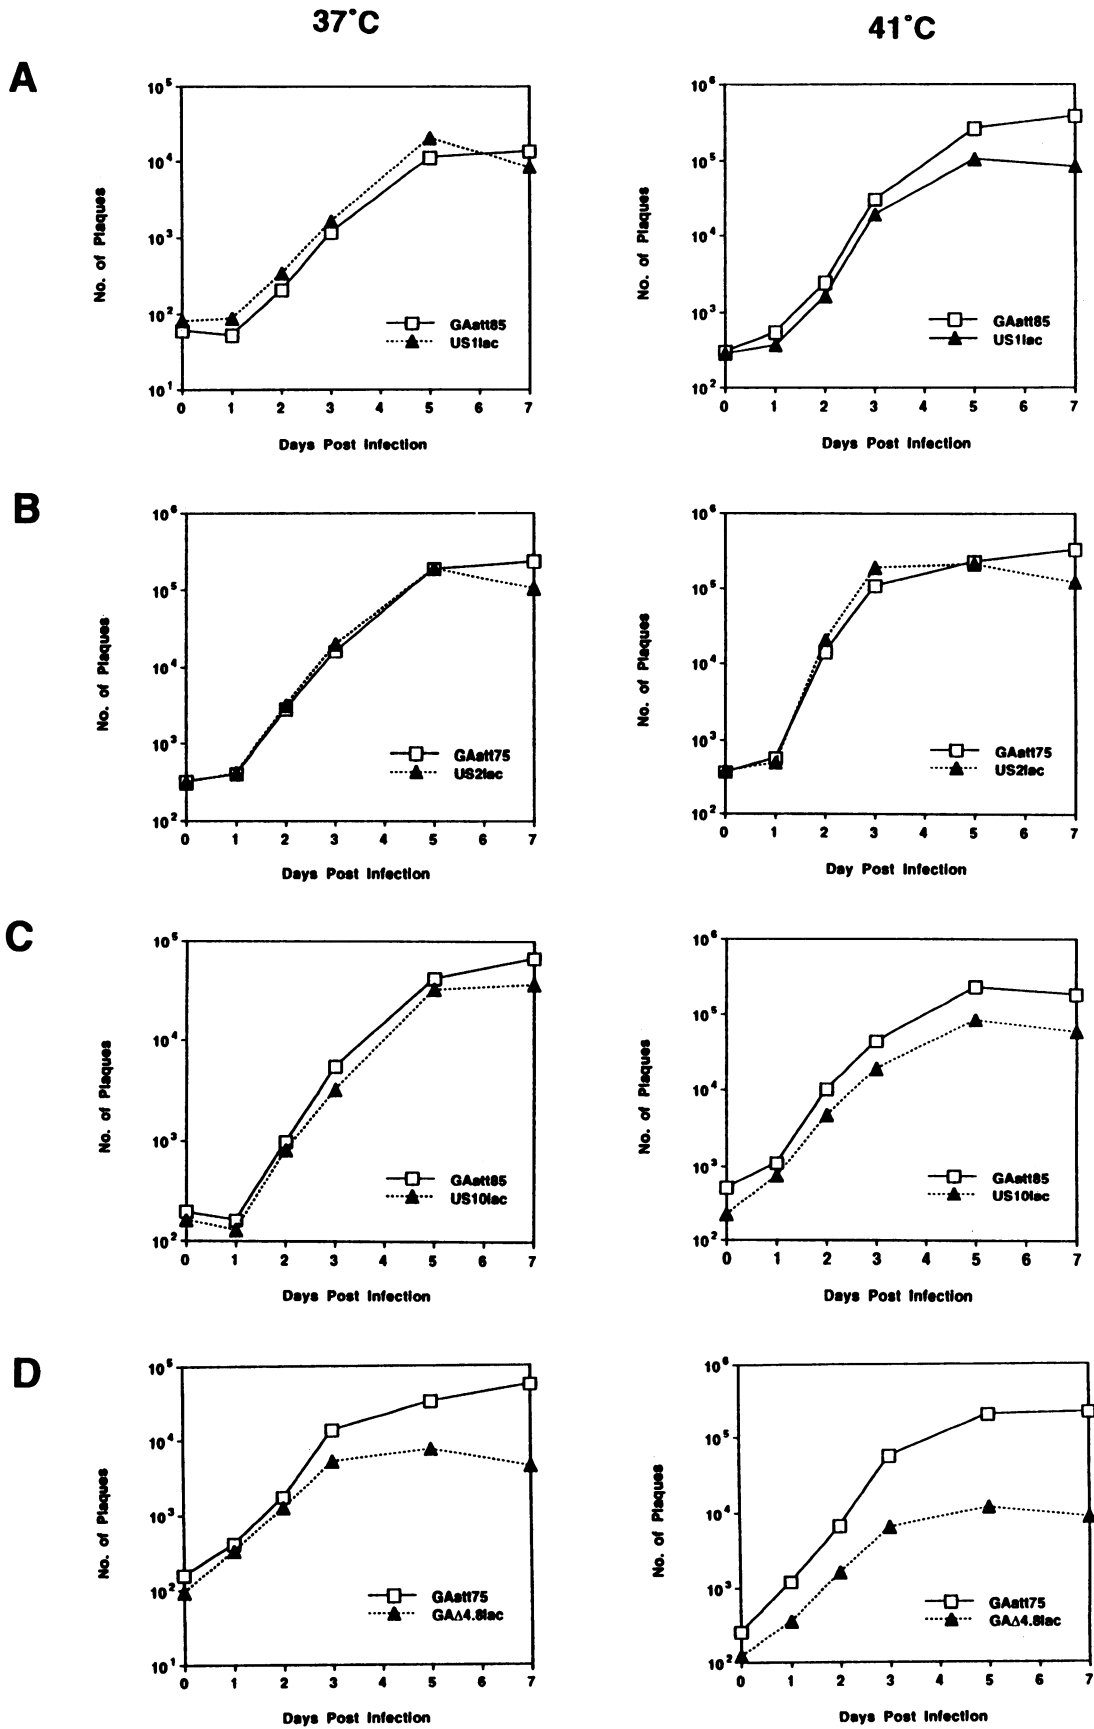 37°C
41°C
A
10^5
10^4
10^3
10^2
10^1
No. of Plaques
GAatt85
US1lac
0 1 2 3 4 5 6 7
Days Post Infection
10^6
10^5
10^4
10^3
10^2
No. of Plaques
GAatt85
US1lac
0 1 2 3 4 5 6 7
Days Post Infection
B
10^6
10^5
10^4
10^3
10^2
No. of Plaques
GAatt75
US2lac
0 1 2 3 4 5 6 7
Days Post Infection
10^6
10^5
10^4
10^3
10^2
No. of Plaques
GAatt75
US2lac
0 1 2 3 4 5 6 7
Day Post Infection
C
10^5
10^4
10^3
10^2
No. of Plaques
GAatt85
US10lac
0 1 2 3 4 5 6 7
Days Post Infection
10^6
10^5
10^4
10^3
10^2
No. of Plaques
GAatt85
US10lac
0 1 2 3 4 5 6 7
Days Post Infection
D
10^5
10^4
10^3
10^2
10^1
No. of Plaques
GAatt75
GAΔ4.8lac
0 1 2 3 4 5 6 7
Days Post Infection
10^6
10^5
10^4
10^3
10^2
No. of Plaques
GAatt75
GAΔ4.8lac
0 1 2 3 4 5 6 7
Days Post Infection